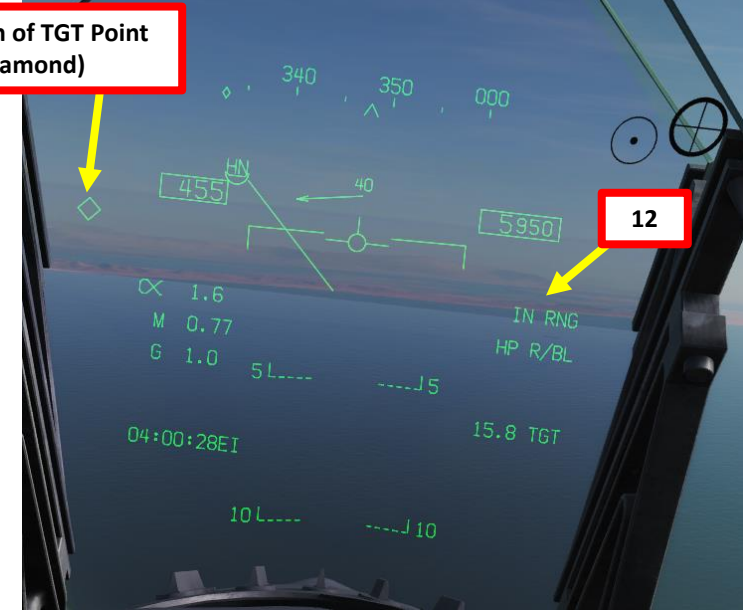 n of TGT Point
amond)
340
350
000
HN
455
40
5950
12
α 1.6
M 0.77
G 1.0
IN RNG
HP R/BL
5
5
04:00:28EI
15.8 TGT
10
10